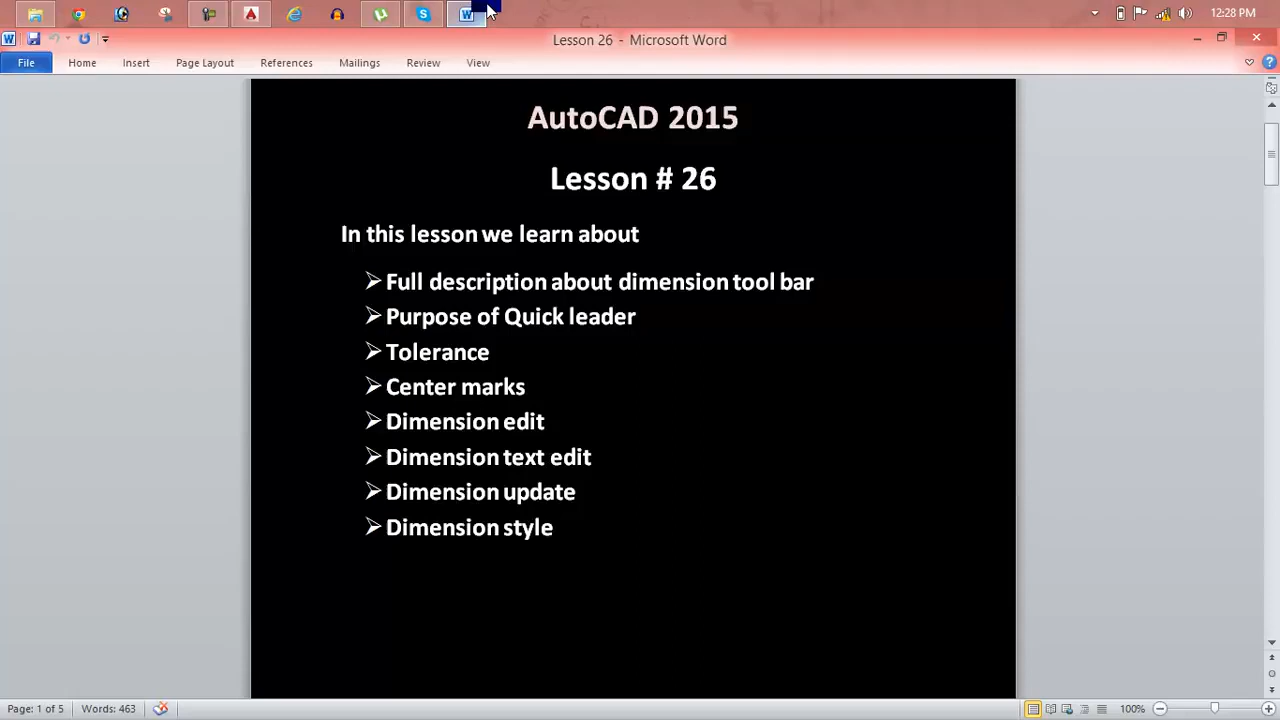 12:28 PM
Lesson 26 - Microsoft Word
File Home Insert Page Layout References Mailings Review View
AutoCAD 2015
Lesson # 26
In this lesson we learn about
Full description about dimension tool bar
Purpose of Quick leader
Tolerance
Center marks
Dimension edit
Dimension text edit
Dimension update
Dimension style
Page: 1 of 5 Words: 463 100%